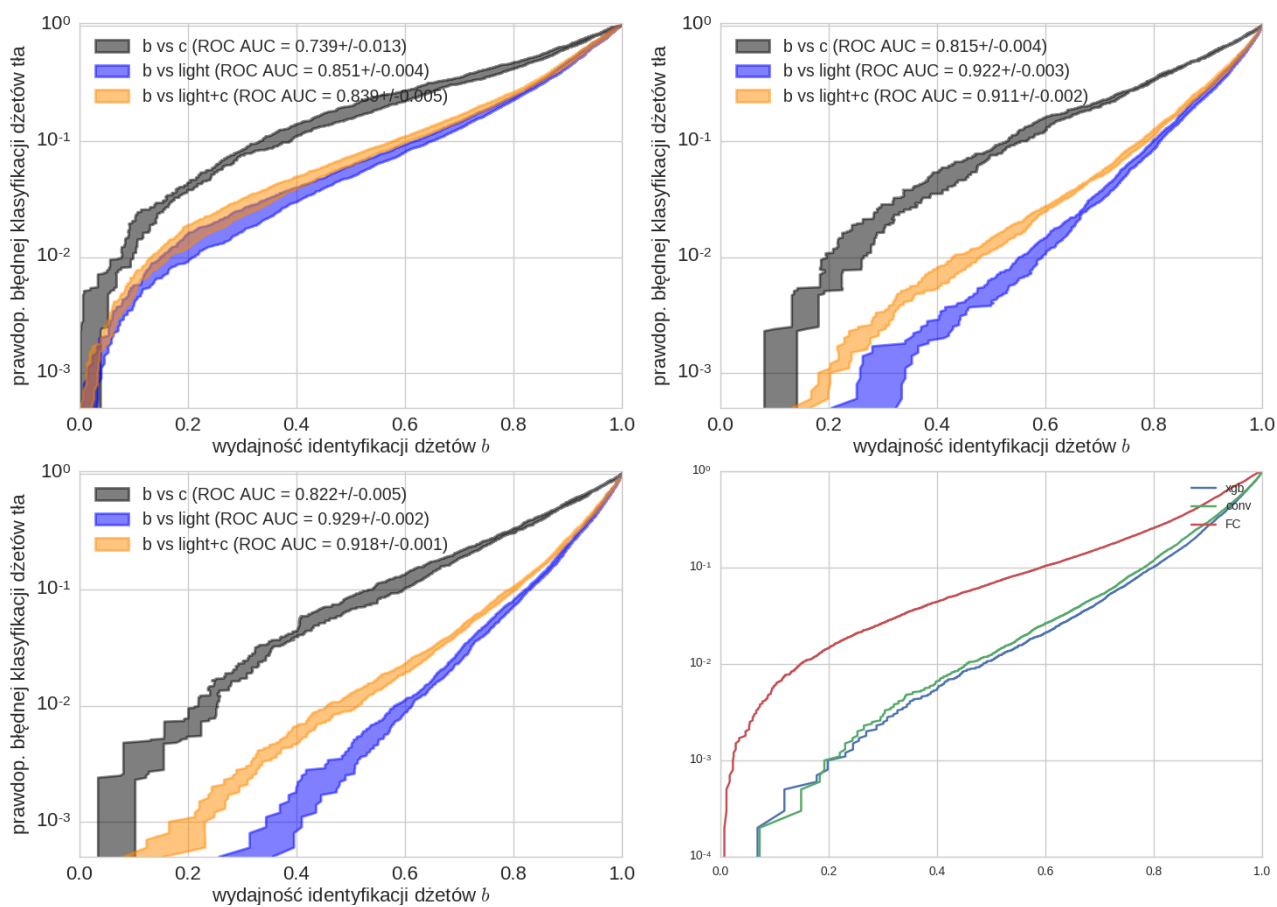 prawdop. błędnej klasyfikacji dżetów tła
10⁰
10⁻¹
10⁻²
10⁻³
b vs c (ROC AUC = 0.739+/-0.013)
b vs light (ROC AUC = 0.851+/-0.004)
b vs light+c (ROC AUC = 0.839+/-0.005)
0.0 0.2 0.4 0.6 0.8 1.0
wydajność identyfikacji dżetów b
prawdop. błędnej klasyfikacji dżetów tła
10⁰
10⁻¹
10⁻²
10⁻³
b vs c (ROC AUC = 0.815+/-0.004)
b vs light (ROC AUC = 0.922+/-0.003)
b vs light+c (ROC AUC = 0.911+/-0.002)
0.0 0.2 0.4 0.6 0.8 1.0
wydajność identyfikacji dżetów b
prawdop. błędnej klasyfikacji dżetów tła
10⁰
10⁻¹
10⁻²
10⁻³
b vs c (ROC AUC = 0.822+/-0.005)
b vs light (ROC AUC = 0.929+/-0.002)
b vs light+c (ROC AUC = 0.918+/-0.001)
0.0 0.2 0.4 0.6 0.8 1.0
wydajność identyfikacji dżetów b
10⁰
10⁻¹
10⁻²
10⁻³
10⁻⁴
xgb
conv
FC
0.0 0.2 0.4 0.6 0.8 1.0